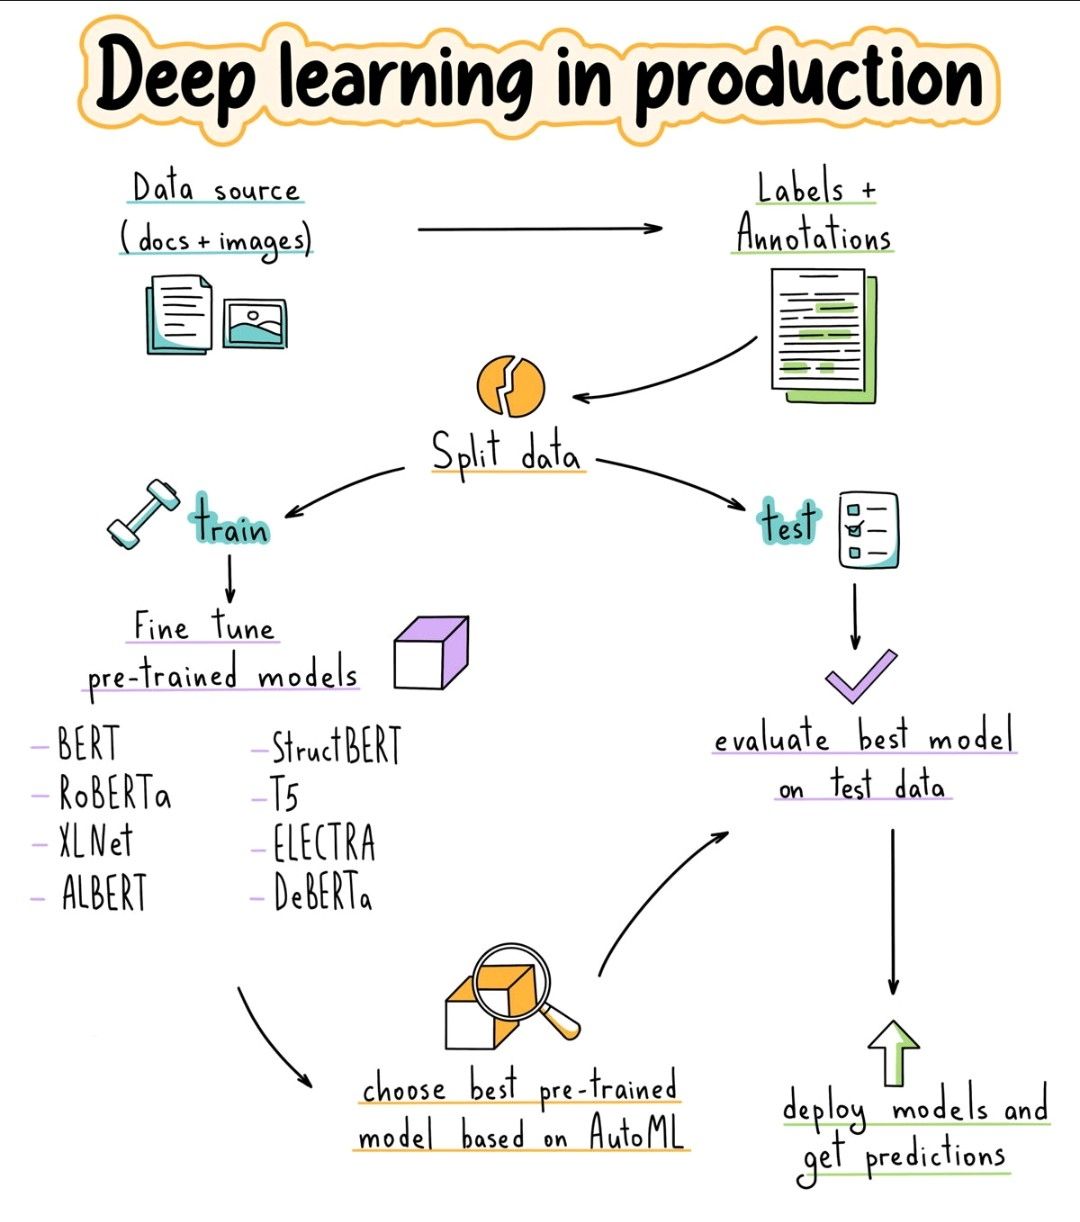 Deep learning in production
Data source
(docs + images)
Labels +
Annotations
Split data
train
test
Fine tune
pre-trained models
- BERT
- RoBERTa
- XLNet
- ALBERT
- StructBERT
- T5
- ELECTRA
- DeBERTa
evaluate best model
on test data
choose best pre-trained
model based on AutoML
deploy models and
get predictions